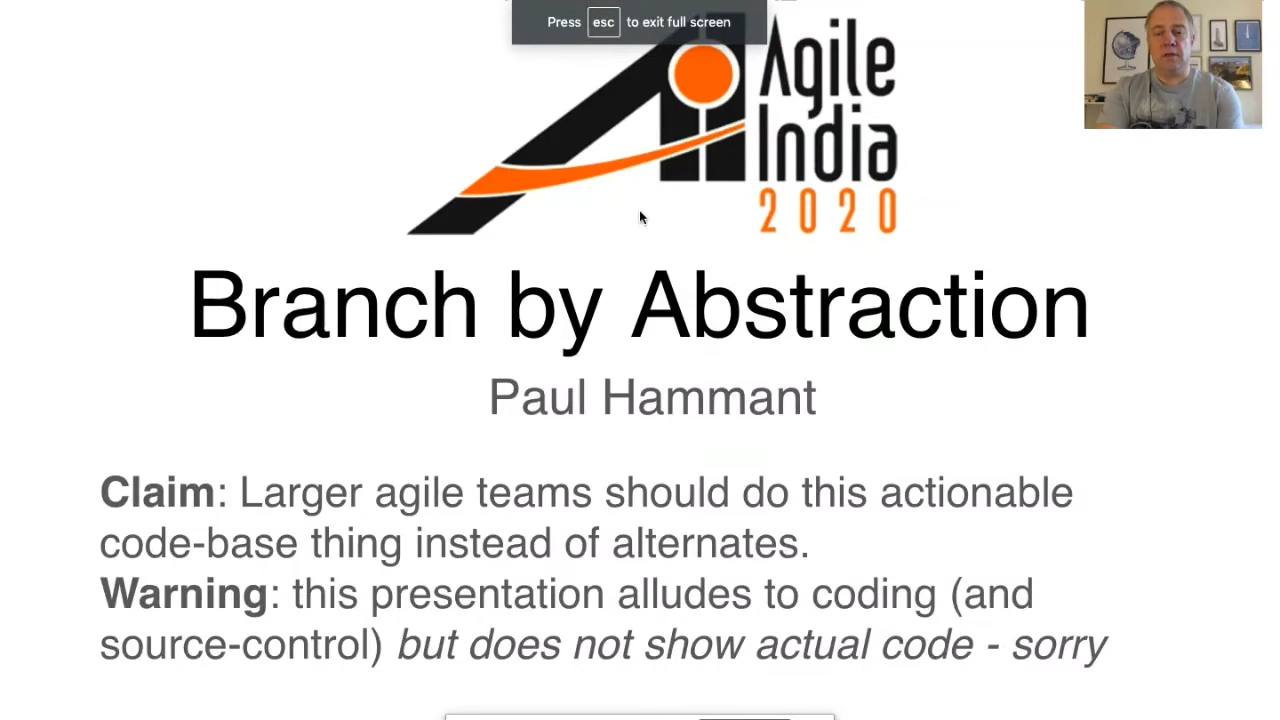 Press esc to exit full screen
Agile
India
2020
Branch by Abstraction
Paul Hammant
Claim: Larger agile teams should do this actionable
code-base thing instead of alternates.
Warning: this presentation alludes to coding (and
source-control) but does not show actual code - sorry